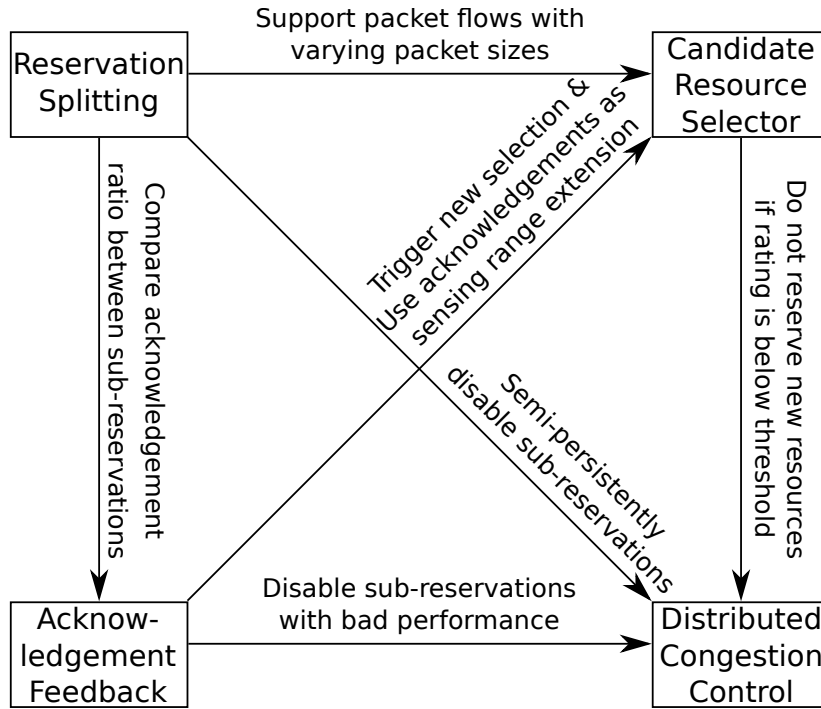 Support packet flows with
varying packet sizes
Reservation
Splitting
Candidate
Resource
Selector
Trigger new selection &
Use acknowledgements as
sensing range extension
Compare acknowledgement
ratio between sub-reservations
Do not reserve new resources
if rating is below threshold
Semi-persistently
disable sub-reservations
Disable sub-reservations
with bad performance
Acknow-
ledgement
Feedback
Distributed
Congestion
Control